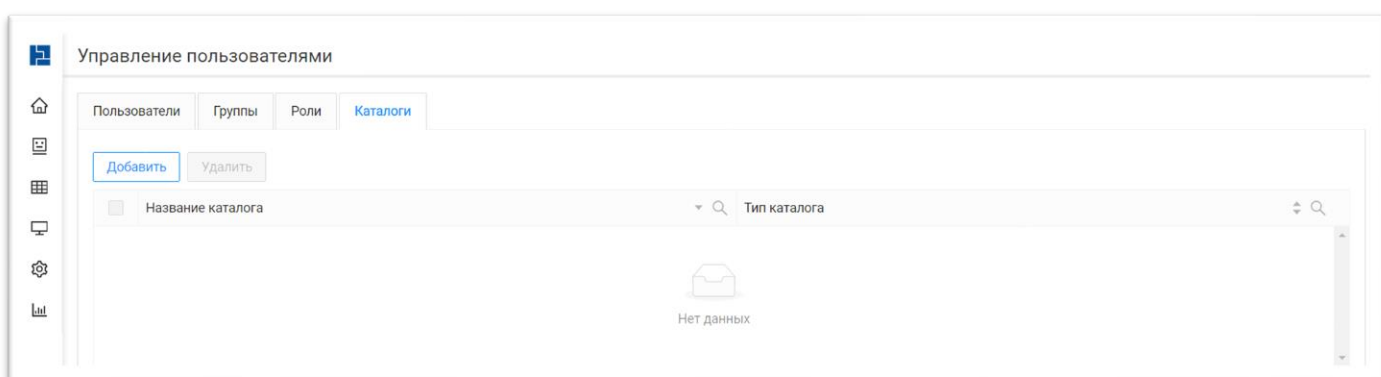 Управление пользователями
Пользователи Группы Роли Каталоги
Добавить Удалить
Название каталога Тип каталога
Нет данных